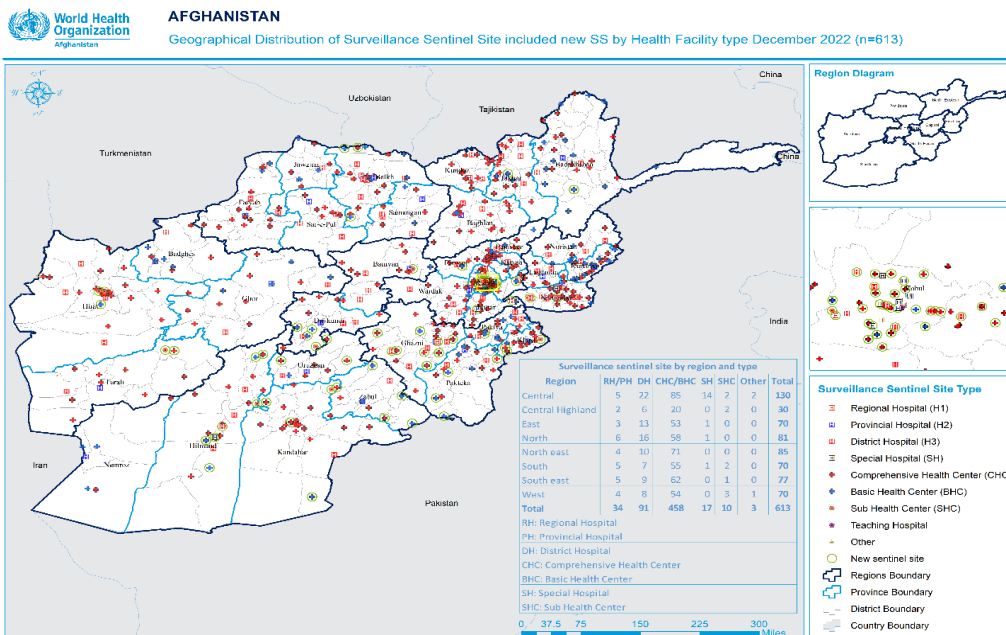 World Health
Organization
Afghanistan
AFGHANISTAN
Geographical Distribution of Surveillance Sentinel Site included new SS by Health Facility type December 2022 (n=613)
China
Uzbokistan
Tajikistan
Turkmenistan
China
Jawzjan
Balkh
Kunduz
Badakhshan
Faryab
Samangan
Sar-e-Pul
Baghlan
Badghis
Bamyan
Nuristan
Hirat
Ghor
Wardak
India
Ghazni
Uruzgan
Paktika
Farah
Zabul
Hilmand
Kandahar
Nimroz
Iran
Pakistan
Surveillance sentinel site by region and type
Region RH/PH DH CHC/BHC SH SHC Other Total
Central 5 22 85 14 2 2 130
Central Highland 2 6 20 0 2 0 30
East 3 13 53 1 0 0 70
North 6 16 58 1 0 0 81
North east 4 10 71 0 0 0 85
South 5 7 55 1 2 0 70
South east 5 9 62 0 1 0 77
West 4 8 54 0 3 1 70
Total 34 91 458 17 10 3 613
RH: Regional Hospital
PH: Provincial Hospital
DH: District Hospital
CHC: Comprehensive Health Center
BHC: Basic Health Center
SH: Special Hospital
SHC: Sub Health Center
0 37.5 75 150 225 300
Miles
Region Diagram
Kabul
Surveillance Sentinel Site Type
Regional Hospital (H1)
Provincial Hospital (H2)
District Hospital (H3)
Special Hospital (SH)
Comprehensive Health Center (CHC
Basic Health Center (BHC)
Sub Health Center (SHC)
Teaching Hospital
Other
New sentinel site
Regions Boundary
Province Boundary
District Boundary
Country Boundary